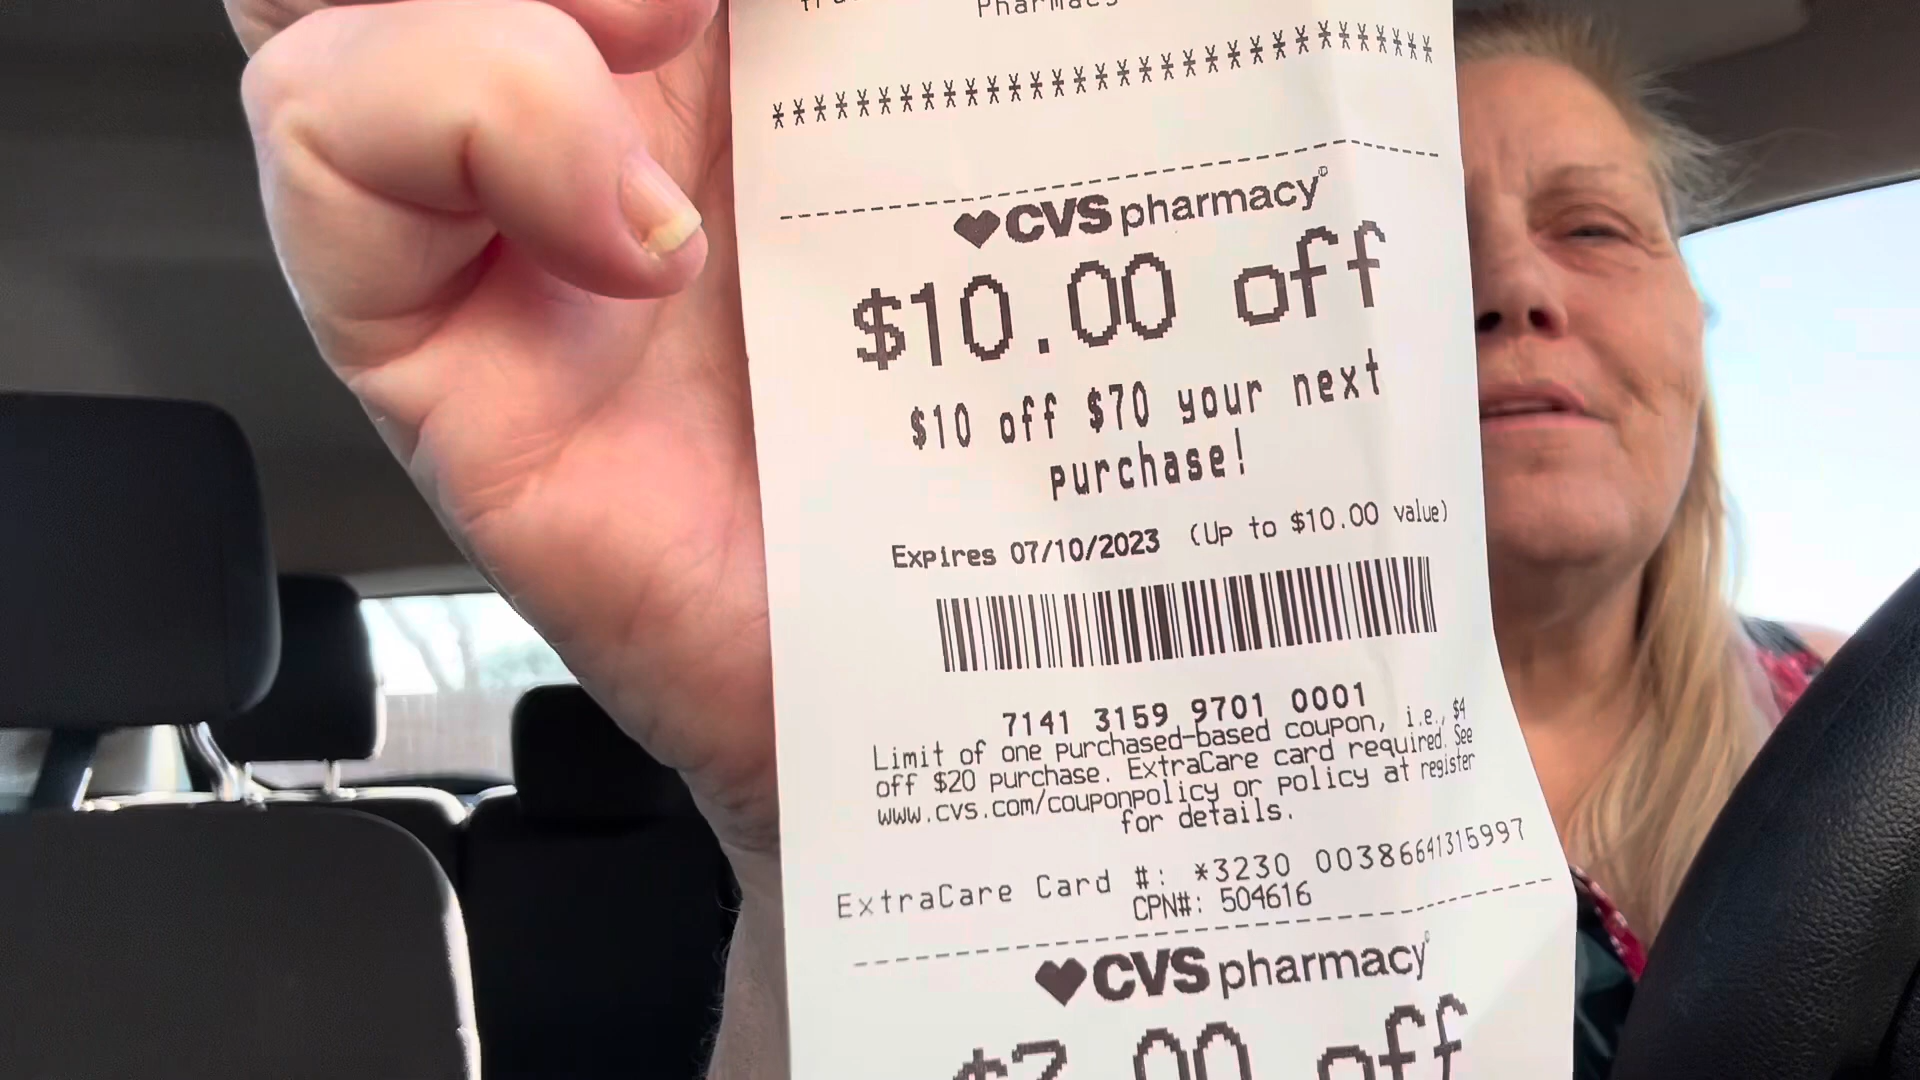 Pharmacy
***********************************
CVS pharmacy®
$10.00 off
$10 off $70 your next
purchase!
Expires 07/10/2023 (Up to $10.00 value)
7141 3159 9701 0001
Limit of one purchased-based coupon, i.e., $4
off $20 purchase. ExtraCare card required. See
www.cvs.com/couponpolicy or policy at register
for details.
ExtraCare Card #: *3230 00386641315997
CPN#: 504616
CVS pharmacy®
.00 off